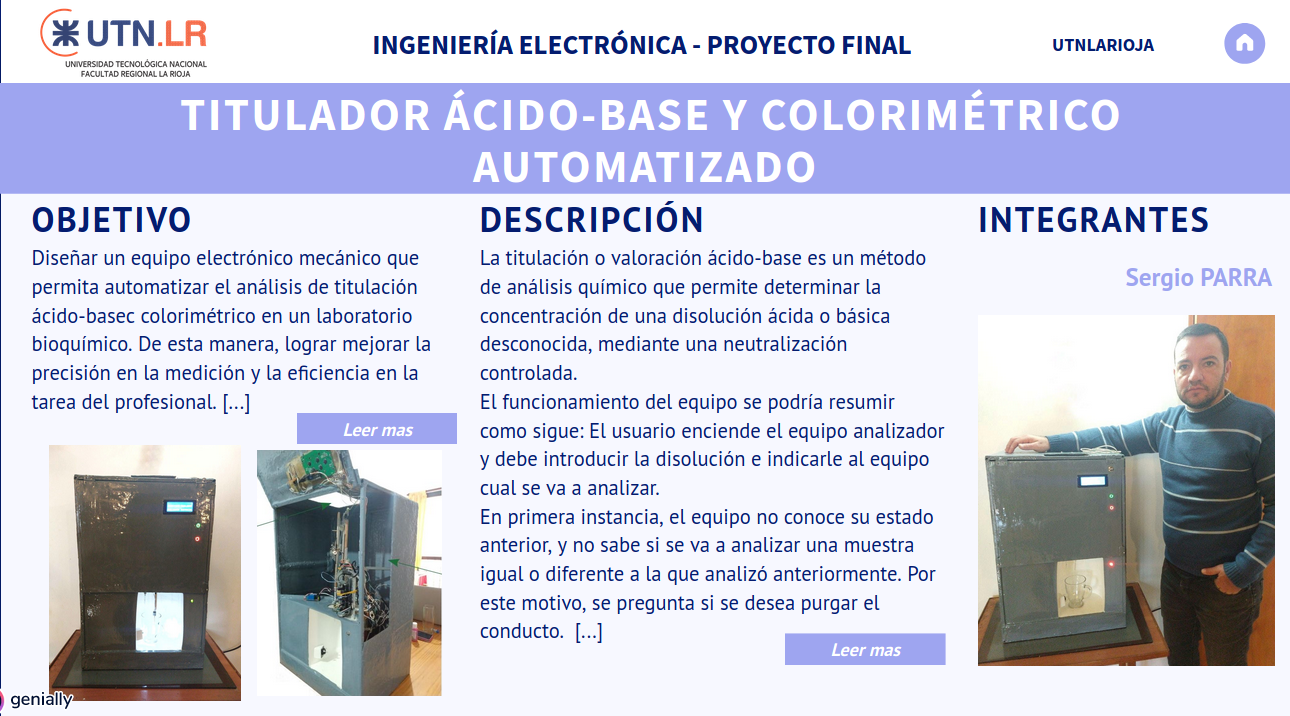 UTN.LR
UNIVERSIDAD TECNOLÓGICA NACIONAL
FACULTAD REGIONAL LA RIOJA
INGENIERÍA ELECTRÓNICA - PROYECTO FINAL
UTNLARIOJA
TITULADOR ÁCIDO-BASE Y COLORIMÉTRICO
AUTOMATIZADO
OBJETIVO
Diseñar un equipo electrónico mecánico que
permita automatizar el análisis de titulación
ácido-basec colorimétrico en un laboratorio
bioquímico. De esta manera, lograr mejorar la
precisión en la medición y la eficiencia en la
tarea del profesional. [...]
Leer mas
DESCRIPCIÓN
La titulación o valoración ácido-base es un método
de análisis químico que permite determinar la
concentración de una disolución ácida o básica
desconocida, mediante una neutralización
controlada.
El funcionamiento del equipo se podría resumir
como sigue: El usuario enciende el equipo analizador
y debe introducir la disolución e indicarle al equipo
cual se va a analizar.
En primera instancia, el equipo no conoce su estado
anterior, y no sabe si se va a analizar una muestra
igual o diferente a la que analizó anteriormente. Por
este motivo, se pregunta si se desea purgar el
conducto. [...]
Leer mas
INTEGRANTES
Sergio PARRA
genially